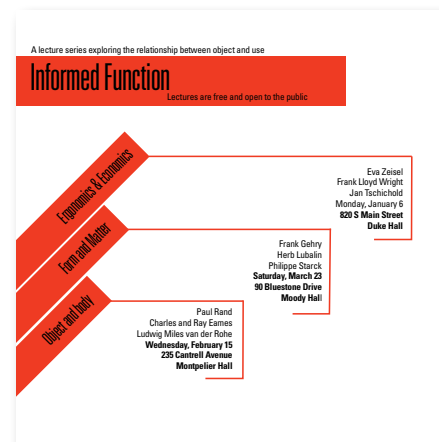 A lecture series exploring the relationship between object and use
Informed Function
Lectures are free and open to the public
Ergonomics & Economics
Eva Zeisel
Frank Lloyd Wright
Jan Tschichold
Monday, January 6
820 S Main Street
Duke Hall
Form and Matter
Frank Gehry
Herb Lubalin
Philippe Starck
Saturday, March 23
90 Bluestone Drive
Moody Hall
Object and body
Paul Rand
Charles and Ray Eames
Ludwig Miles van der Rohe
Wednesday, February 15
235 Cantrell Avenue
Montpelier Hall